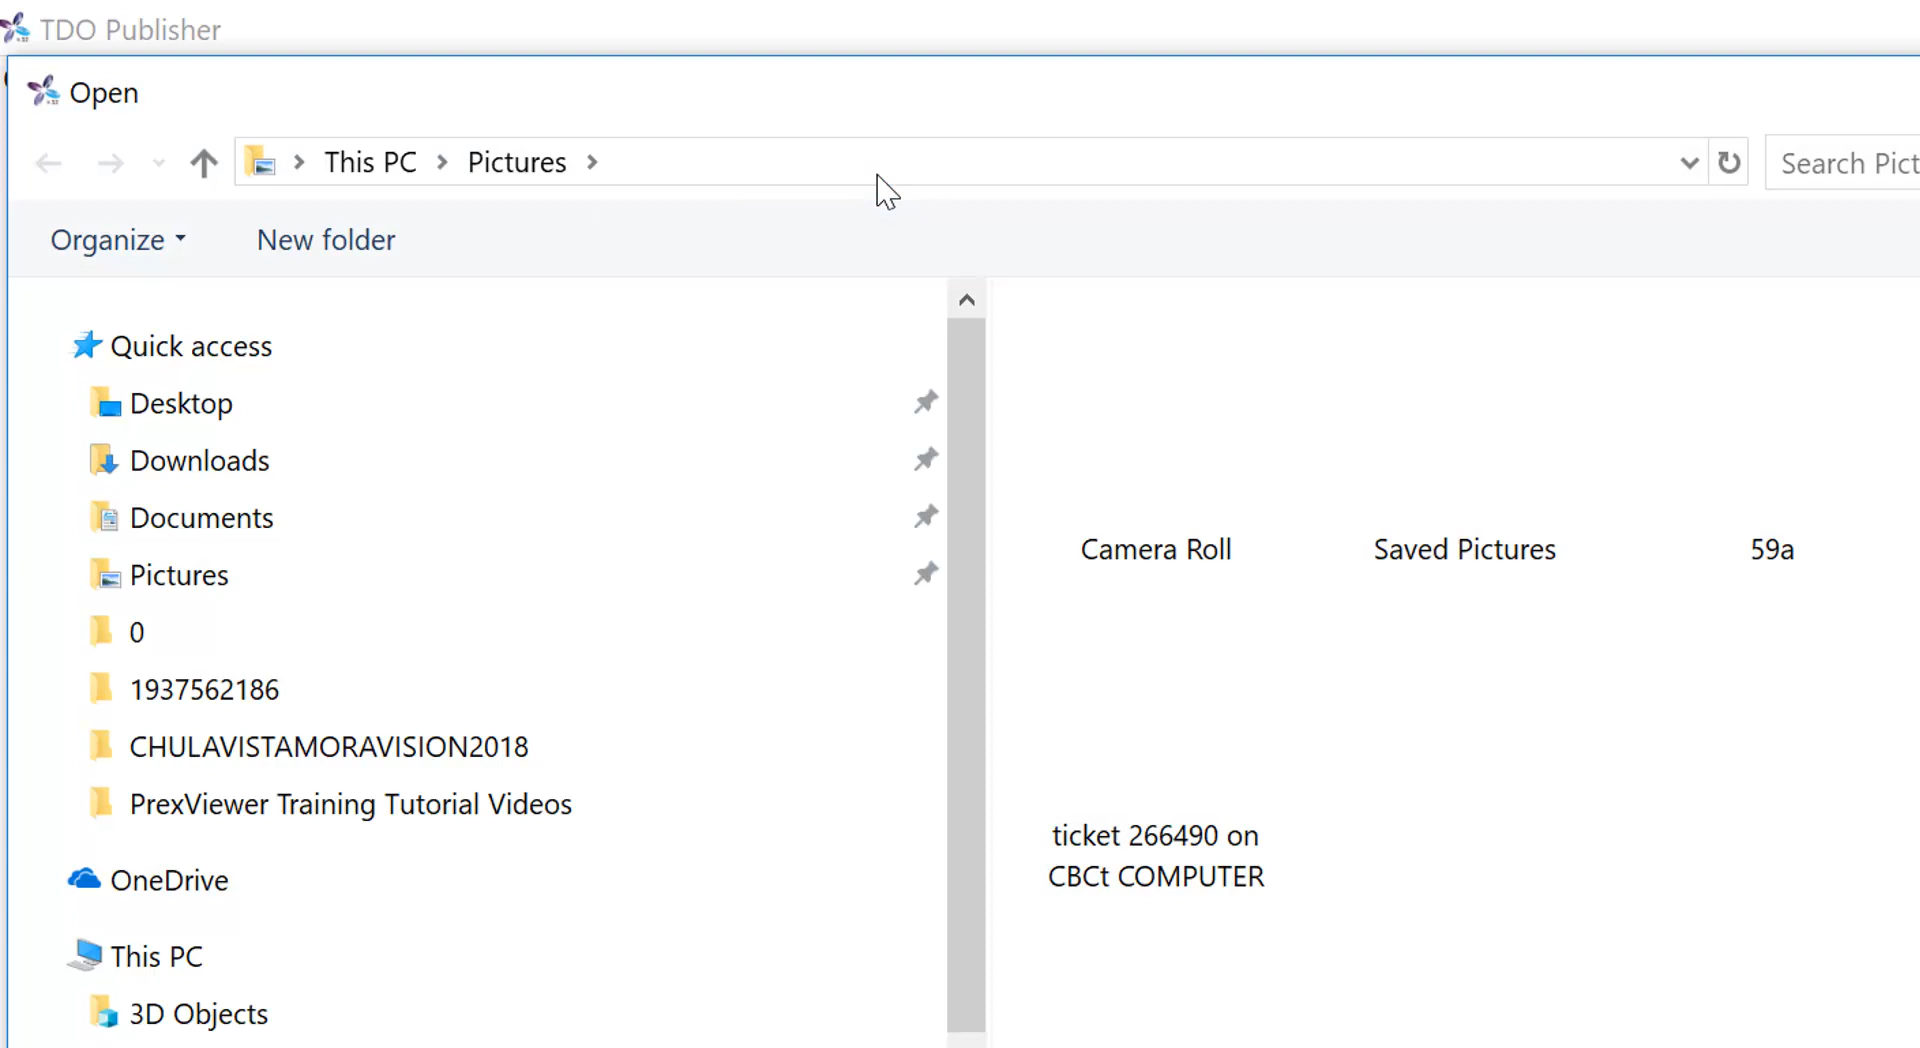 TDO Publisher
Open
This PC > Pictures >
Search Pict
Organize
New folder
Quick access
Desktop
Downloads
Documents
Pictures
0
1937562186
CHULAVISTAMORAVISION2018
PrexViewer Training Tutorial Videos
OneDrive
This PC
3D Objects
Camera Roll
Saved Pictures
59a
ticket 266490 on
CBCt COMPUTER